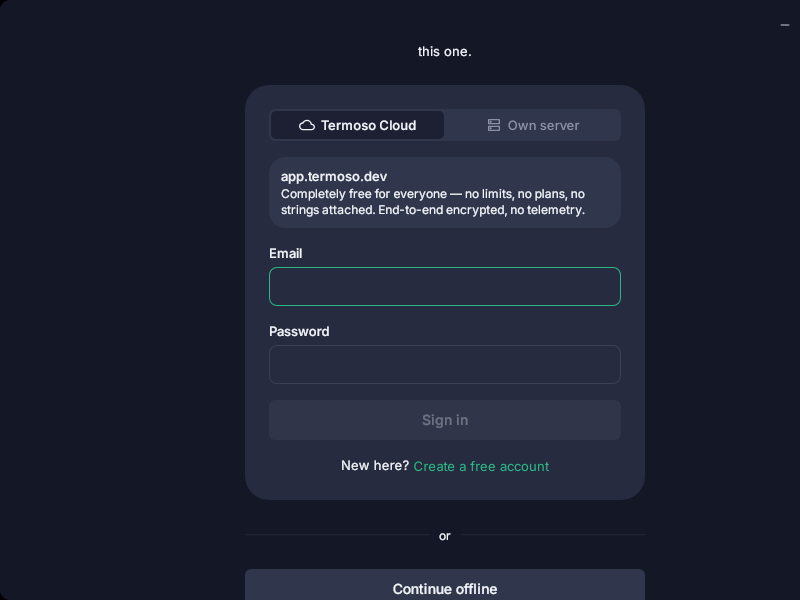 this one.
Termoso Cloud
Own server
app.termoso.dev
Completely free for everyone — no limits, no plans, no
strings attached. End-to-end encrypted, no telemetry.
Email
Password
Sign in
New here? Create a free account
or
Continue offline